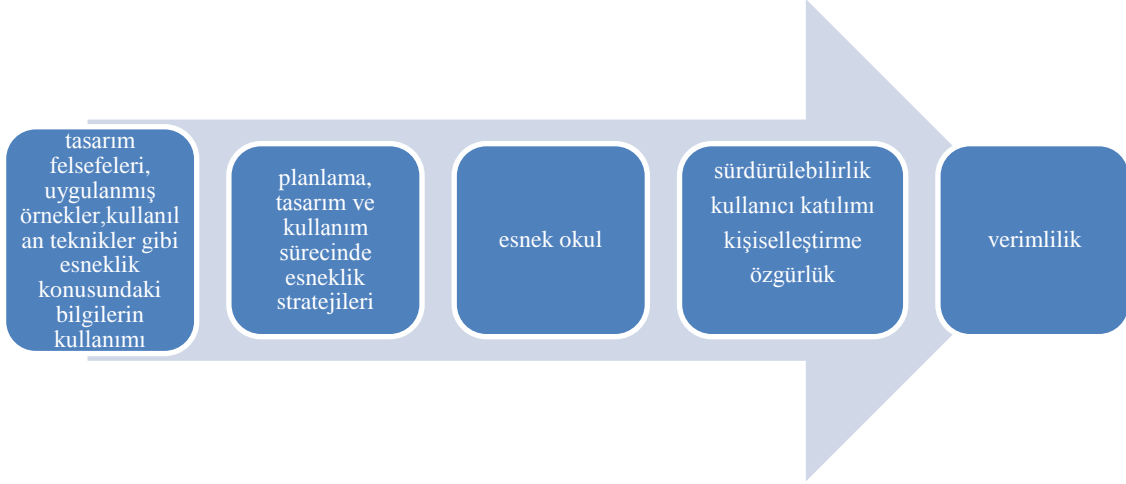 tasarım
felsefeleri,
uygulanmış
örnekler,kullanıl
an teknikler gibi
esneklik
konusundaki
bilgilerin
kullanımı
planlama,
tasarım ve
kullanım
sürecinde
esneklik
stratejileri
esnek okul
sürdürülebilirlik
kullanıcı katılımı
kişiselleştirme
özgürlük
verimlilik